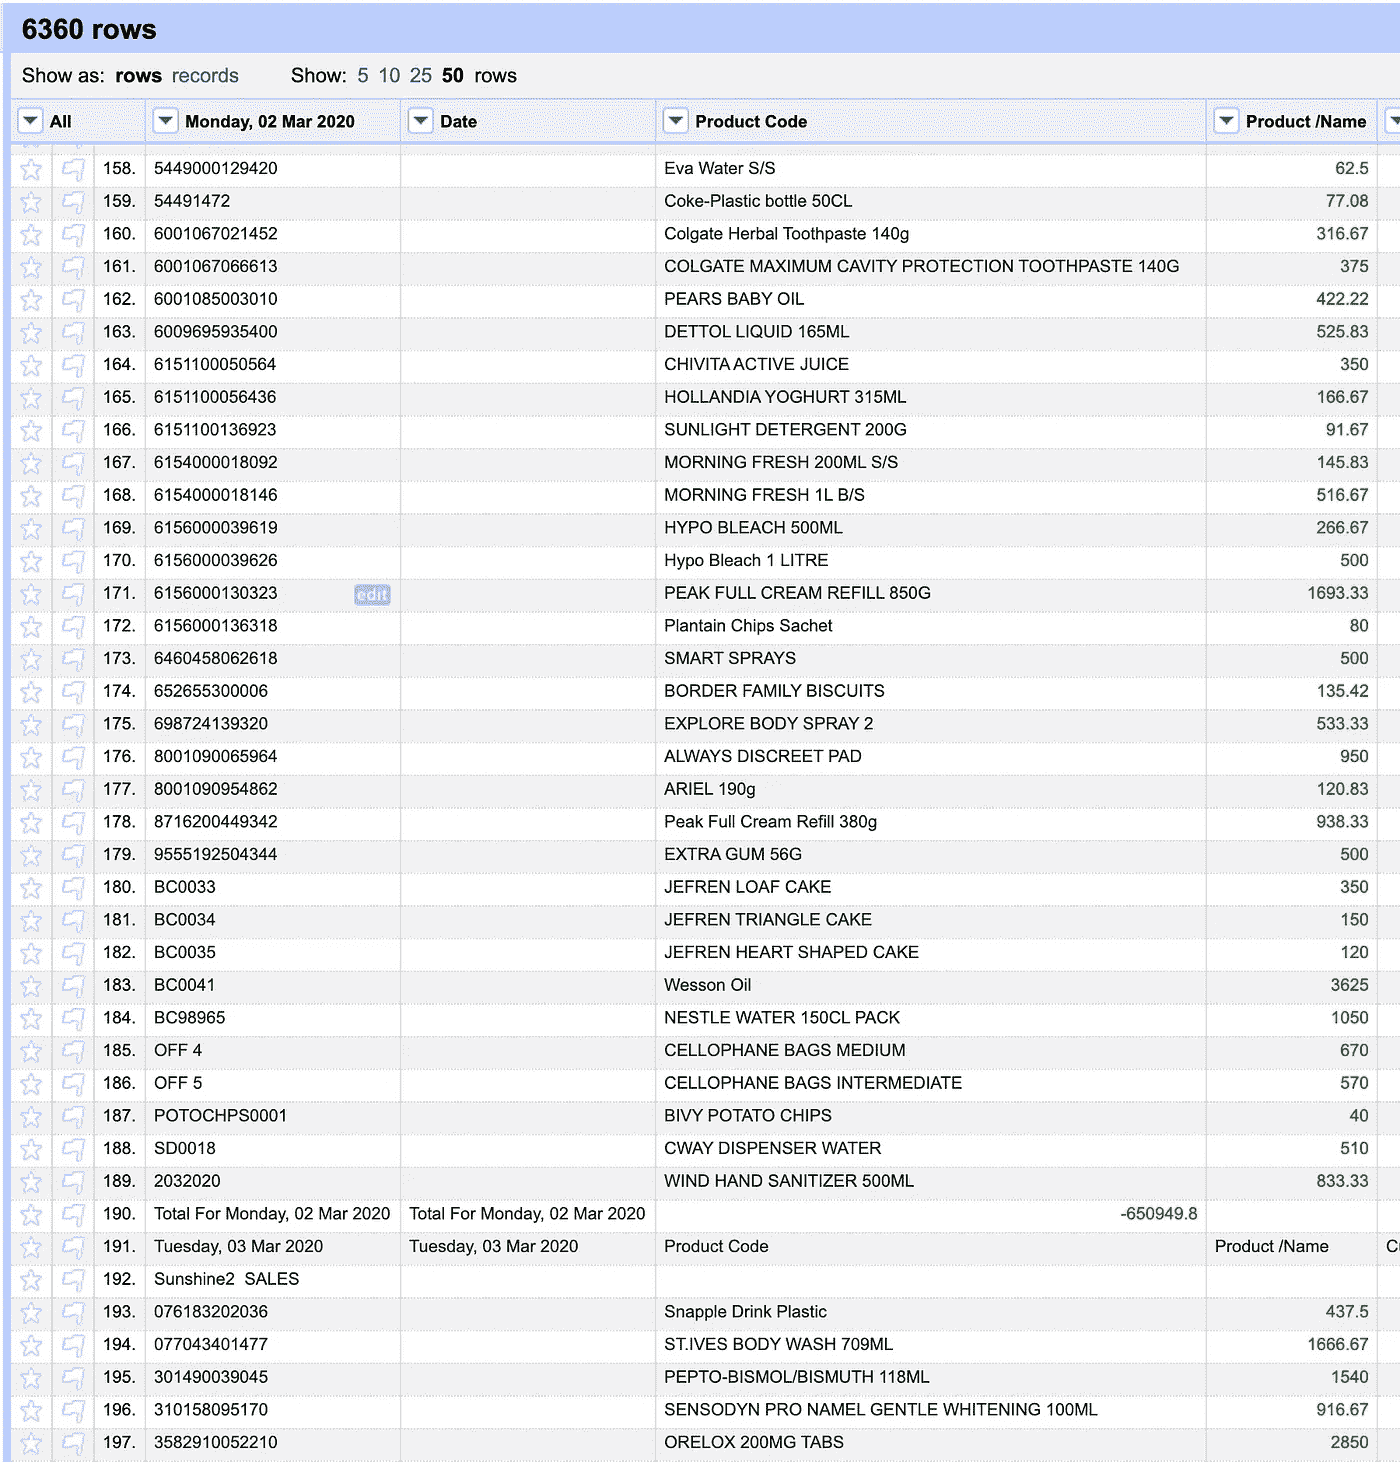 6360 rows
Show as: rows records Show: 5 10 25 50 rows
All Monday, 02 Mar 2020 Date Product Code Product /Name
158. 5449000129420 Eva Water S/S 62.5
159. 54491472 Coke-Plastic bottle 50CL 77.08
160. 6001067021452 Colgate Herbal Toothpaste 140g 316.67
161. 6001067066613 COLGATE MAXIMUM CAVITY PROTECTION TOOTHPASTE 140G 375
162. 6001085003010 PEARS BABY OIL 422.22
163. 6009695935400 DETTOL LIQUID 165ML 525.83
164. 6151100050564 CHIVITA ACTIVE JUICE 350
165. 6151100056436 HOLLANDIA YOGHURT 315ML 166.67
166. 6151100136923 SUNLIGHT DETERGENT 200G 91.67
167. 6154000018092 MORNING FRESH 200ML S/S 145.83
168. 6154000018146 MORNING FRESH 1L B/S 516.67
169. 6156000039619 HYPO BLEACH 500ML 266.67
170. 6156000039626 Hypo Bleach 1 LITRE 500
171. 6156000130323 edit PEAK FULL CREAM REFILL 850G 1693.33
172. 6156000136318 Plantain Chips Sachet 80
173. 6460458062618 SMART SPRAYS 500
174. 652655300006 BORDER FAMILY BISCUITS 135.42
175. 698724139320 EXPLORE BODY SPRAY 2 533.33
176. 8001090065964 ALWAYS DISCREET PAD 950
177. 8001090954862 ARIEL 190g 120.83
178. 8716200449342 Peak Full Cream Refill 380g 938.33
179. 9555192504344 EXTRA GUM 56G 500
180. BC0033 JEFREN LOAF CAKE 350
181. BC0034 JEFREN TRIANGLE CAKE 150
182. BC0035 JEFREN HEART SHAPED CAKE 120
183. BC0041 Wesson Oil 3625
184. BC98965 NESTLE WATER 150CL PACK 1050
185. OFF 4 CELLOPHANE BAGS MEDIUM 670
186. OFF 5 CELLOPHANE BAGS INTERMEDIATE 570
187. POTOCHPS0001 BIVY POTATO CHIPS 40
188. SD0018 CWAY DISPENSER WATER 510
189. 2032020 WIND HAND SANITIZER 500ML 833.33
190. Total For Monday, 02 Mar 2020 Total For Monday, 02 Mar 2020 -650949.8
191. Tuesday, 03 Mar 2020 Tuesday, 03 Mar 2020 Product Code Product /Name
192. Sunshine2 SALES
193. 076183202036 Snapple Drink Plastic 437.5
194. 077043401477 ST.IVES BODY WASH 709ML 1666.67
195. 301490039045 PEPTO-BISMOL/BISMUTH 118ML 1540
196. 310158095170 SENSODYN PRO NAMEL GENTLE WHITENING 100ML 916.67
197. 3582910052210 ORELOX 200MG TABS 2850